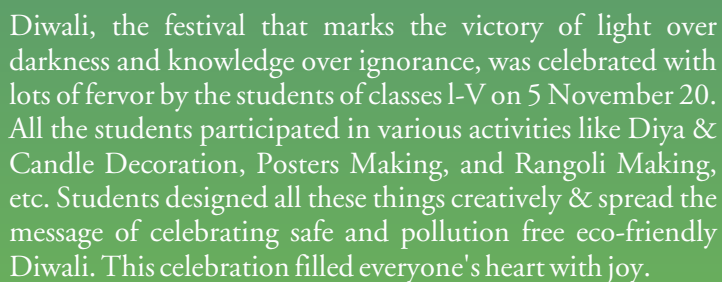 Diwali, the festival that marks the victory of light over
darkness and knowledge over ignorance, was celebrated with
lots of fervor by the students of classes l-V on 5 November 20.
All the students participated in various activities like Diya &
Candle Decoration, Posters Making, and Rangoli Making,
etc. Students designed all these things creatively & spread the
message of celebrating safe and pollution free eco-friendly
Diwali. This celebration filled everyone's heart with joy.